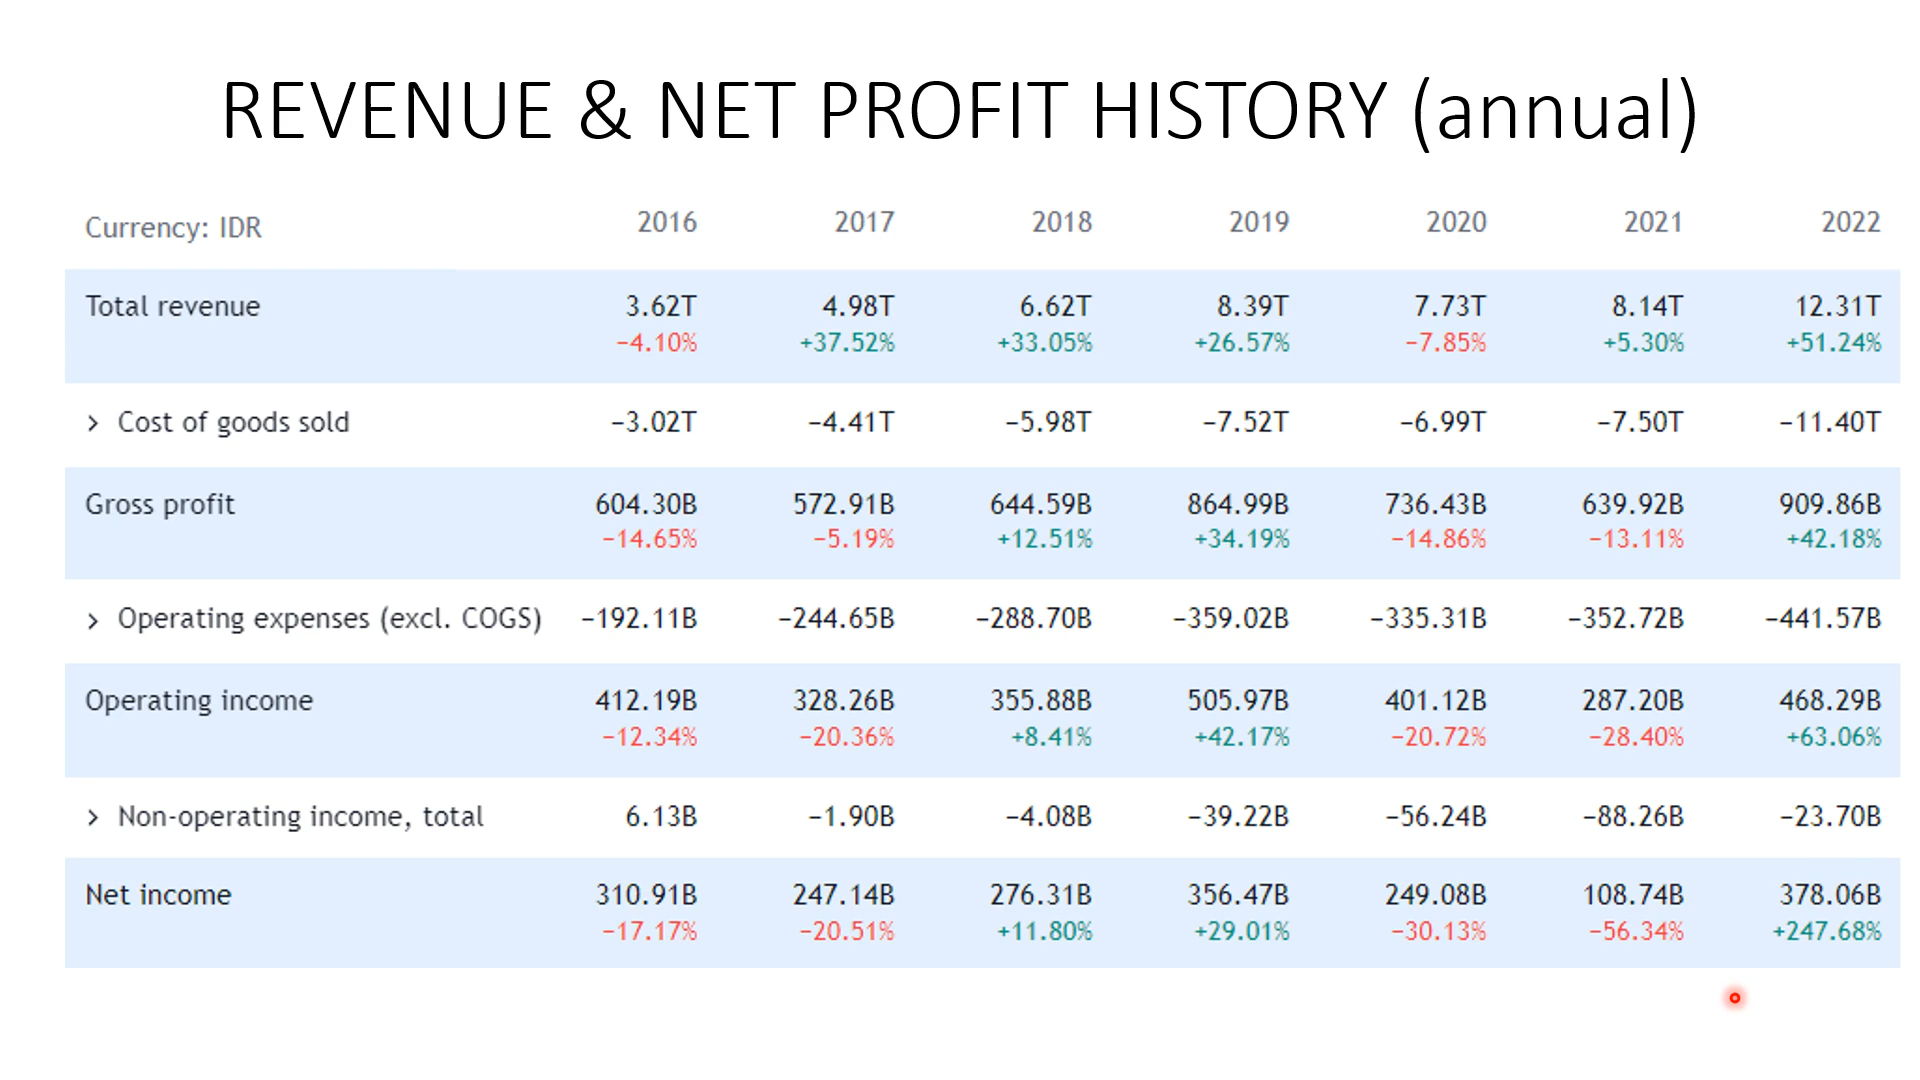 REVENUE & NET PROFIT HISTORY (annual)
Currency: IDR 2016 2017 2018 2019 2020 2021 2022
Total revenue 3.62T 4.98T 6.62T 8.39T 7.73T 8.14T 12.31T
−4.10% +37.52% +33.05% +26.57% −7.85% +5.30% +51.24%
> Cost of goods sold −3.02T −4.41T −5.98T −7.52T −6.99T −7.50T −11.40T
Gross profit 604.30B 572.91B 644.59B 864.99B 736.43B 639.92B 909.86B
−14.65% −5.19% +12.51% +34.19% −14.86% −13.11% +42.18%
> Operating expenses (excl. COGS) −192.11B −244.65B −288.70B −359.02B −335.31B −352.72B −441.57B
Operating income 412.19B 328.26B 355.88B 505.97B 401.12B 287.20B 468.29B
−12.34% −20.36% +8.41% +42.17% −20.72% −28.40% +63.06%
> Non-operating income, total 6.13B −1.90B −4.08B −39.22B −56.24B −88.26B −23.70B
Net income 310.91B 247.14B 276.31B 356.47B 249.08B 108.74B 378.06B
−17.17% −20.51% +11.80% +29.01% −30.13% −56.34% +247.68%